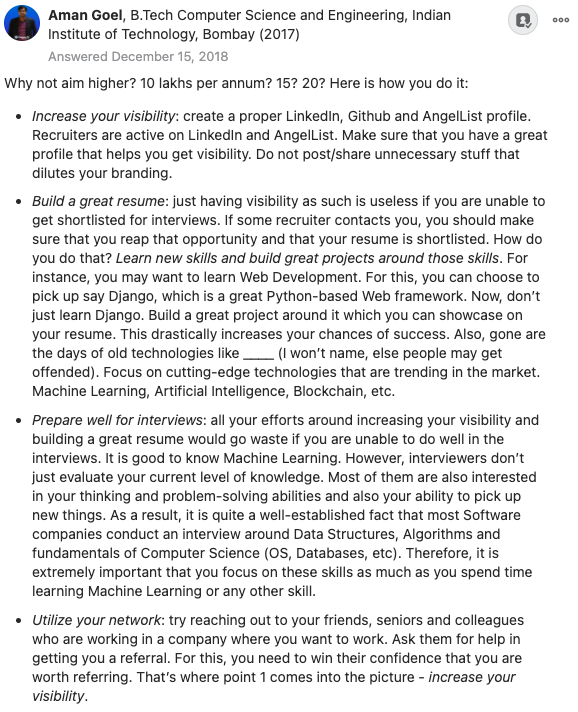 Aman Goel, B.Tech Computer Science and Engineering, Indian
Institute of Technology, Bombay (2017)
Answered December 15, 2018
Why not aim higher? 10 lakhs per annum? 15? 20? Here is how you do it:
• Increase your visibility: create a proper LinkedIn, Github and AngelList profile.
Recruiters are active on LinkedIn and AngelList. Make sure that you have a great
profile that helps you get visibility. Do not post/share unnecessary stuff that
dilutes your branding.
• Build a great resume: just having visibility as such is useless if you are unable to
get shortlisted for interviews. If some recruiter contacts you, you should make
sure that you reap that opportunity and that your resume is shortlisted. How do
you do that? Learn new skills and build great projects around those skills. For
instance, you may want to learn Web Development. For this, you can choose to
pick up say Django, which is a great Python-based Web framework. Now, don’t
just learn Django. Build a great project around it which you can showcase on
your resume. This drastically increases your chances of success. Also, gone are
the days of old technologies like ____ (I won’t name, else people may get
offended). Focus on cutting-edge technologies that are trending in the market.
Machine Learning, Artificial Intelligence, Blockchain, etc.
• Prepare well for interviews: all your efforts around increasing your visibility and
building a great resume would go waste if you are unable to do well in the
interviews. It is good to know Machine Learning. However, interviewers don’t
just evaluate your current level of knowledge. Most of them are also interested
in your thinking and problem-solving abilities and also your ability to pick up
new things. As a result, it is quite a well-established fact that most Software
companies conduct an interview around Data Structures, Algorithms and
fundamentals of Computer Science (OS, Databases, etc). Therefore, it is
extremely important that you focus on these skills as much as you spend time
learning Machine Learning or any other skill.
• Utilize your network: try reaching out to your friends, seniors and colleagues
who are working in a company where you want to work. Ask them for help in
getting you a referral. For this, you need to win their confidence that you are
worth referring. That’s where point 1 comes into the picture - increase your
visibility.